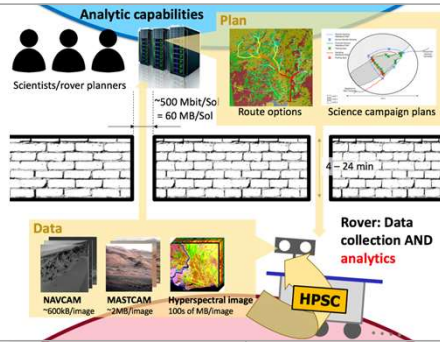 Analytic capabilities
Scientists/rover planners
Plan
Route options
Science campaign plans
~500 Mbit/Sol
= 60 MB/Sol
4 – 24 min
Data
NAVCAM
~600kB/image
MASTCAM
~2MB/image
Hyperspectral image
100s of MB/image
Rover: Data
collection AND
analytics
HPSC